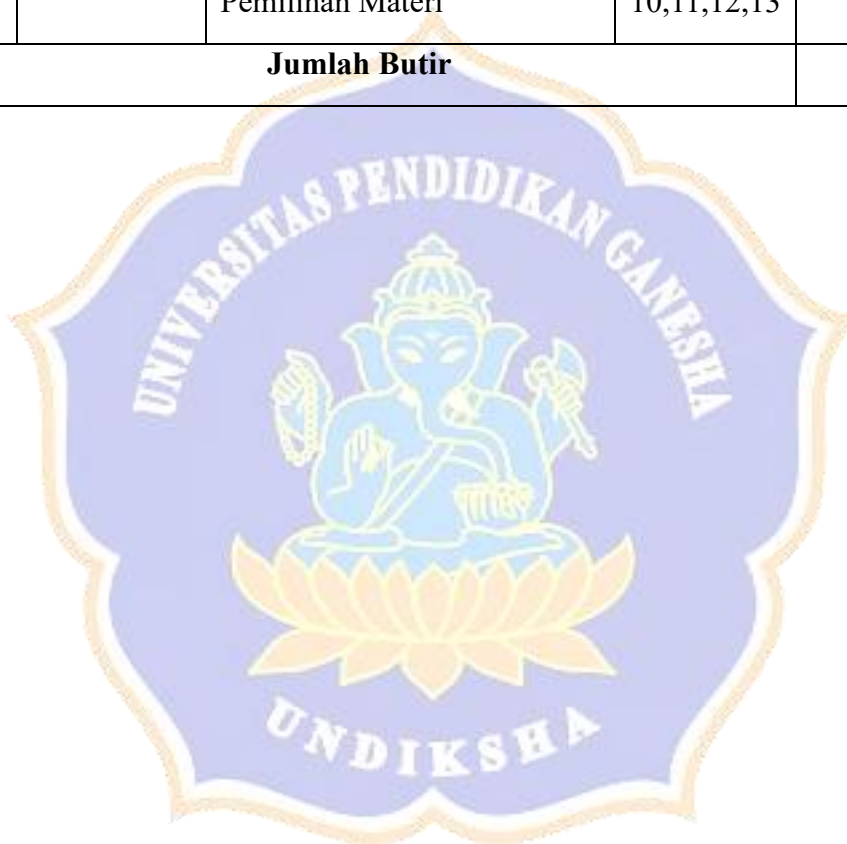 Pemilihan Materi 10,11,12,13
Jumlah Butir
UNIVERSITAS PENDIDIKAN GANESHA
UNDIKSHA